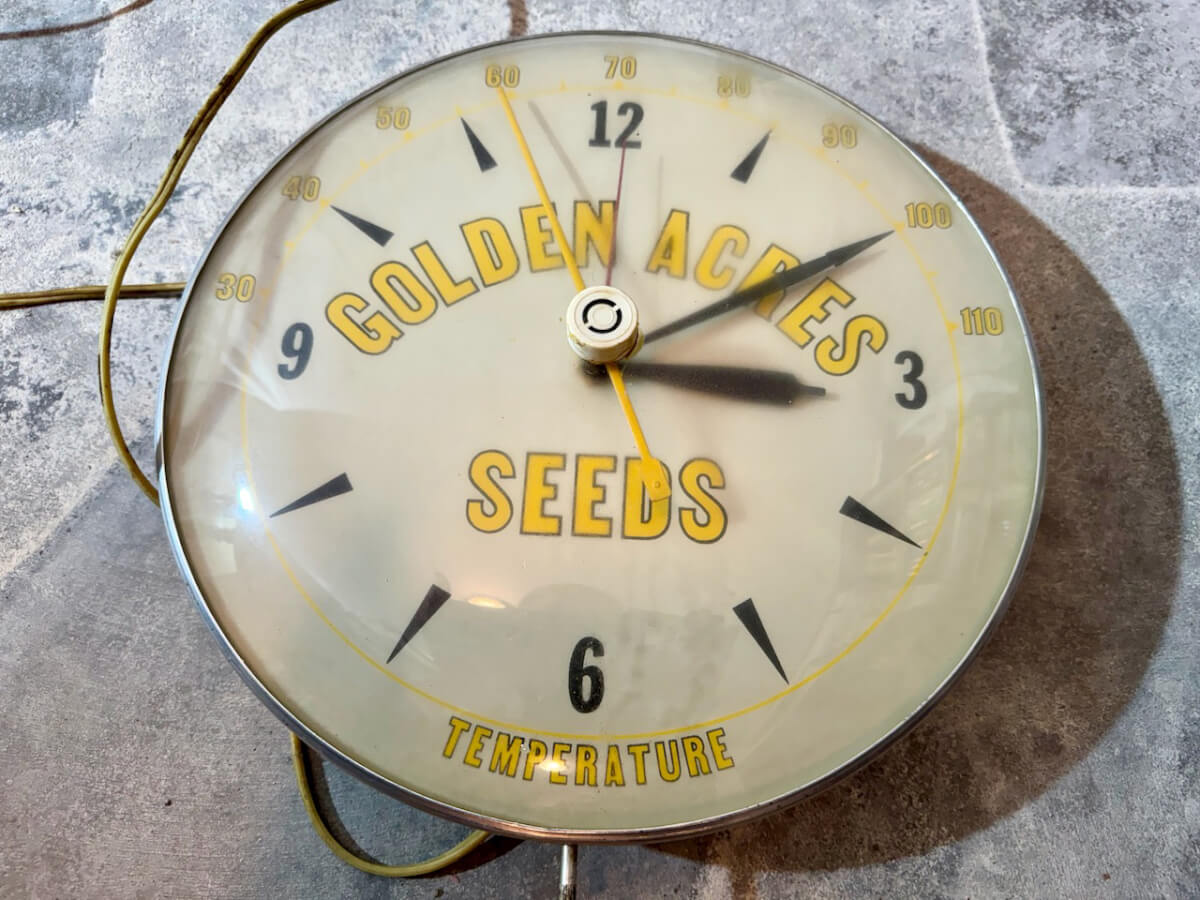 30 40 50 60 70 80 90 100 110
12
GOLDEN ACRES
9 3
SEEDS
6
TEMPERATURE